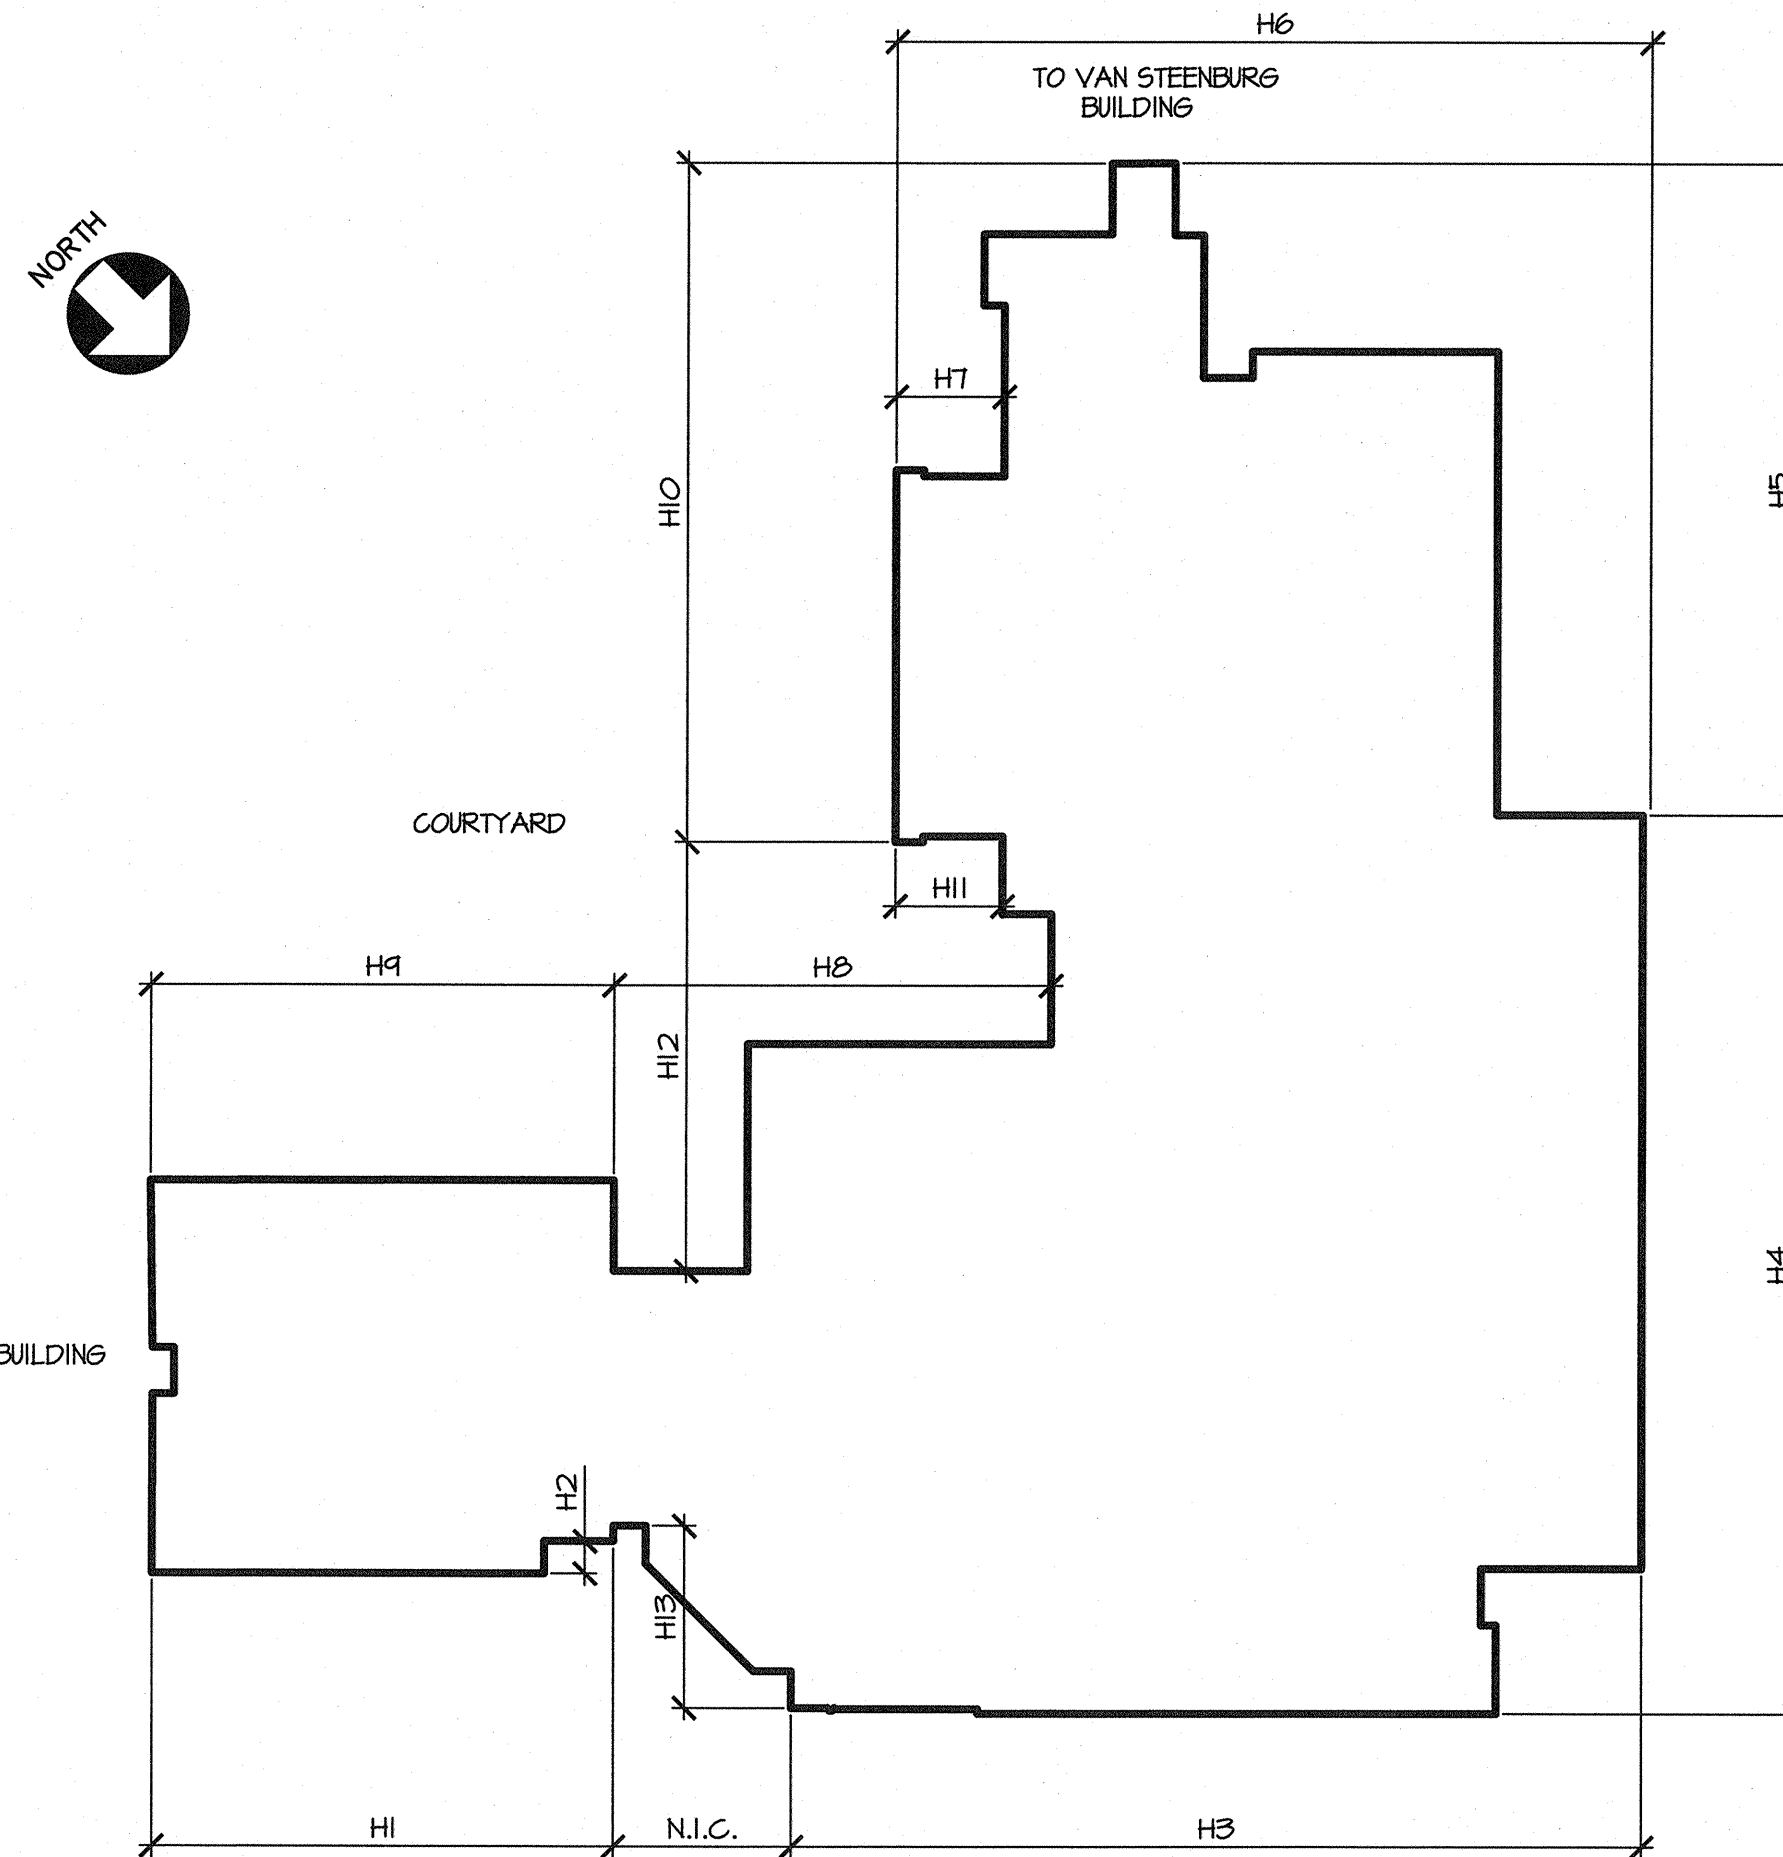 H6
TO VAN STEENBURG
BUILDING
NORTH
H7
H10
H5
COURTYARD
H11
H9
H8
H12
H4
BUILDING
H2
H13
H1
N.I.C.
H3